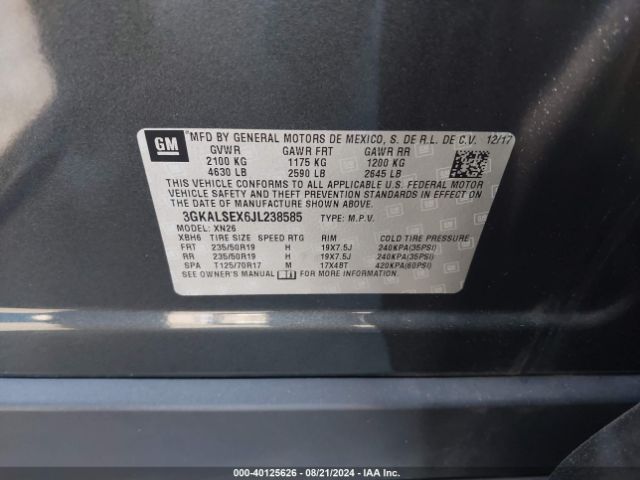 GM
MFD BY GENERAL MOTORS DE MEXICO, S. DE R.L. DE C.V. 12/17
GVWR GAWR FRT GAWR RR
2100 KG 1175 KG 1200 KG
4630 LB 2590 LB 2645 LB
THIS VEHICLE CONFORMS TO ALL APPLICABLE U.S. FEDERAL MOTOR
VEHICLE SAFETY AND THEFT PREVENTION STANDARDS IN EFFECT ON
THE DATE OF MANUFACTURE SHOWN ABOVE.
3GKALSEX6JL238585 TYPE: M.P.V.
MODEL: XN26
XBH6 TIRE SIZE SPEED RTG RIM COLD TIRE PRESSURE
FRT 235/50R19 H 19X7.5J 240KPA(35PSI)
RR 235/50R19 H 19X7.5J 240KPA(35PSI)
SPA T125/70R17 M 17X4BT 420KPA(60PSI)
SEE OWNER'S MANUAL FOR ADDITIONAL INFORMATION.
000-40125626 - 08/21/2024 - IAA Inc.